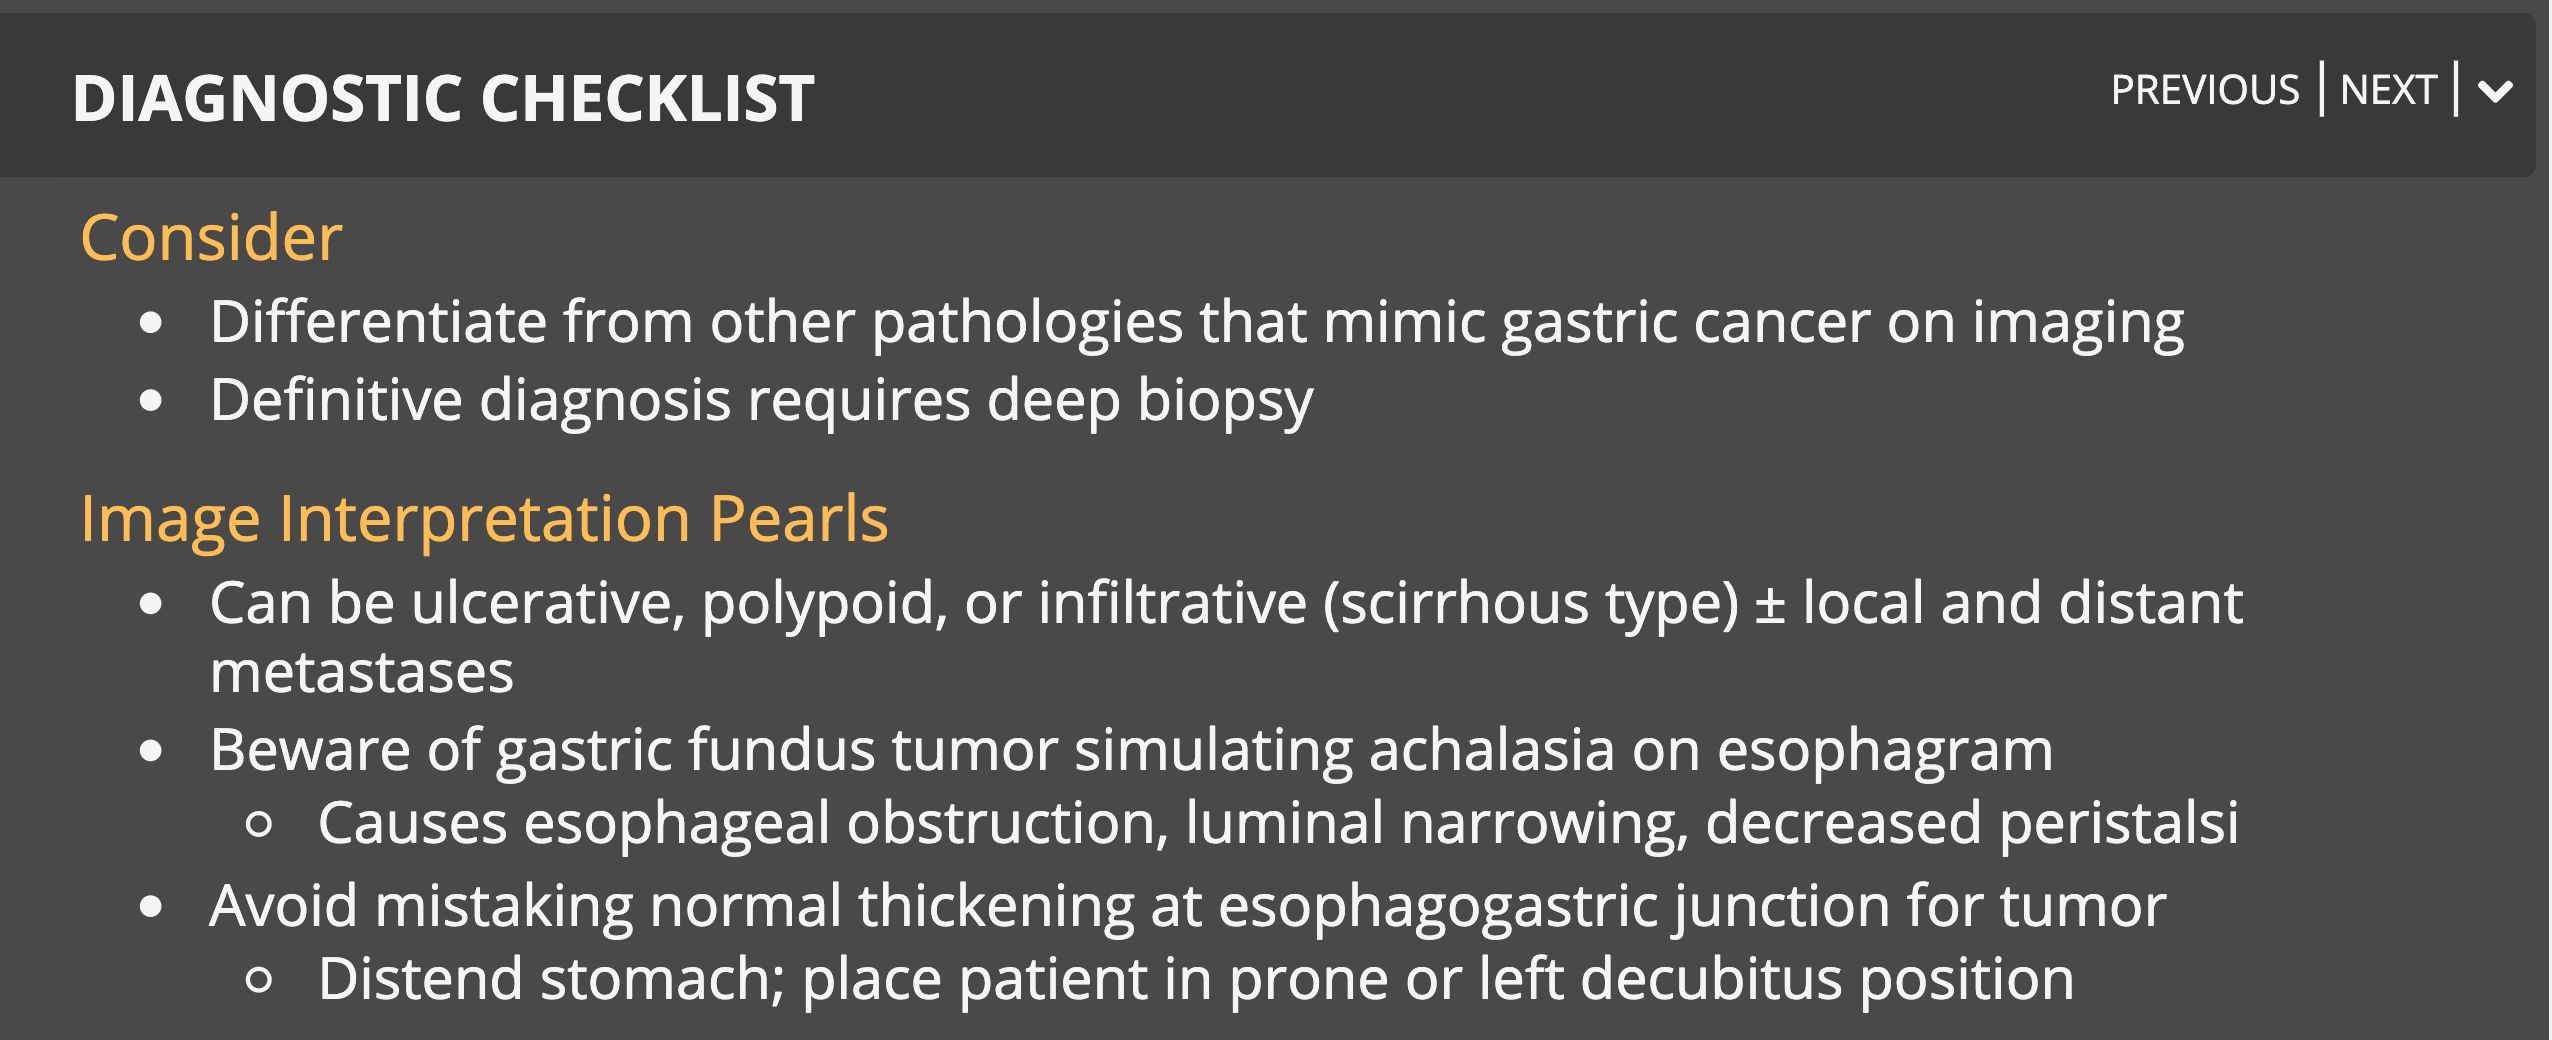 DIAGNOSTIC CHECKLIST
PREVIOUS | NEXT |
Consider
• Differentiate from other pathologies that mimic gastric cancer on imaging
• Definitive diagnosis requires deep biopsy
Image Interpretation Pearls
• Can be ulcerative, polypoid, or infiltrative (scirrhous type) ± local and distant
metastases
• Beware of gastric fundus tumor simulating achalasia on esophagram
○ Causes esophageal obstruction, luminal narrowing, decreased peristalsi
• Avoid mistaking normal thickening at esophagogastric junction for tumor
○ Distend stomach; place patient in prone or left decubitus position